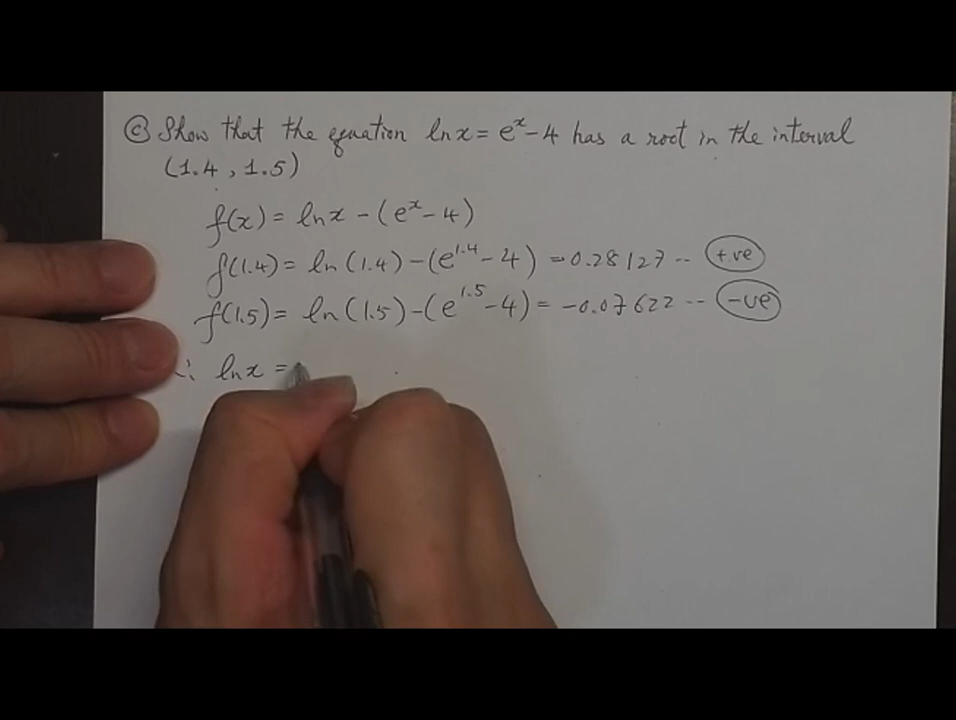 ⓒ Show that the equation ln x = eˣ - 4 has a root in the interval
(1.4, 1.5)
f(x) = ln x - (eˣ - 4)
f(1.4) = ln(1.4) - (e^1.4 - 4) = 0.28127 -- +ve
f(1.5) = ln(1.5) - (e^1.5 - 4) = -0.07622 -- -ve
∴ ln x =